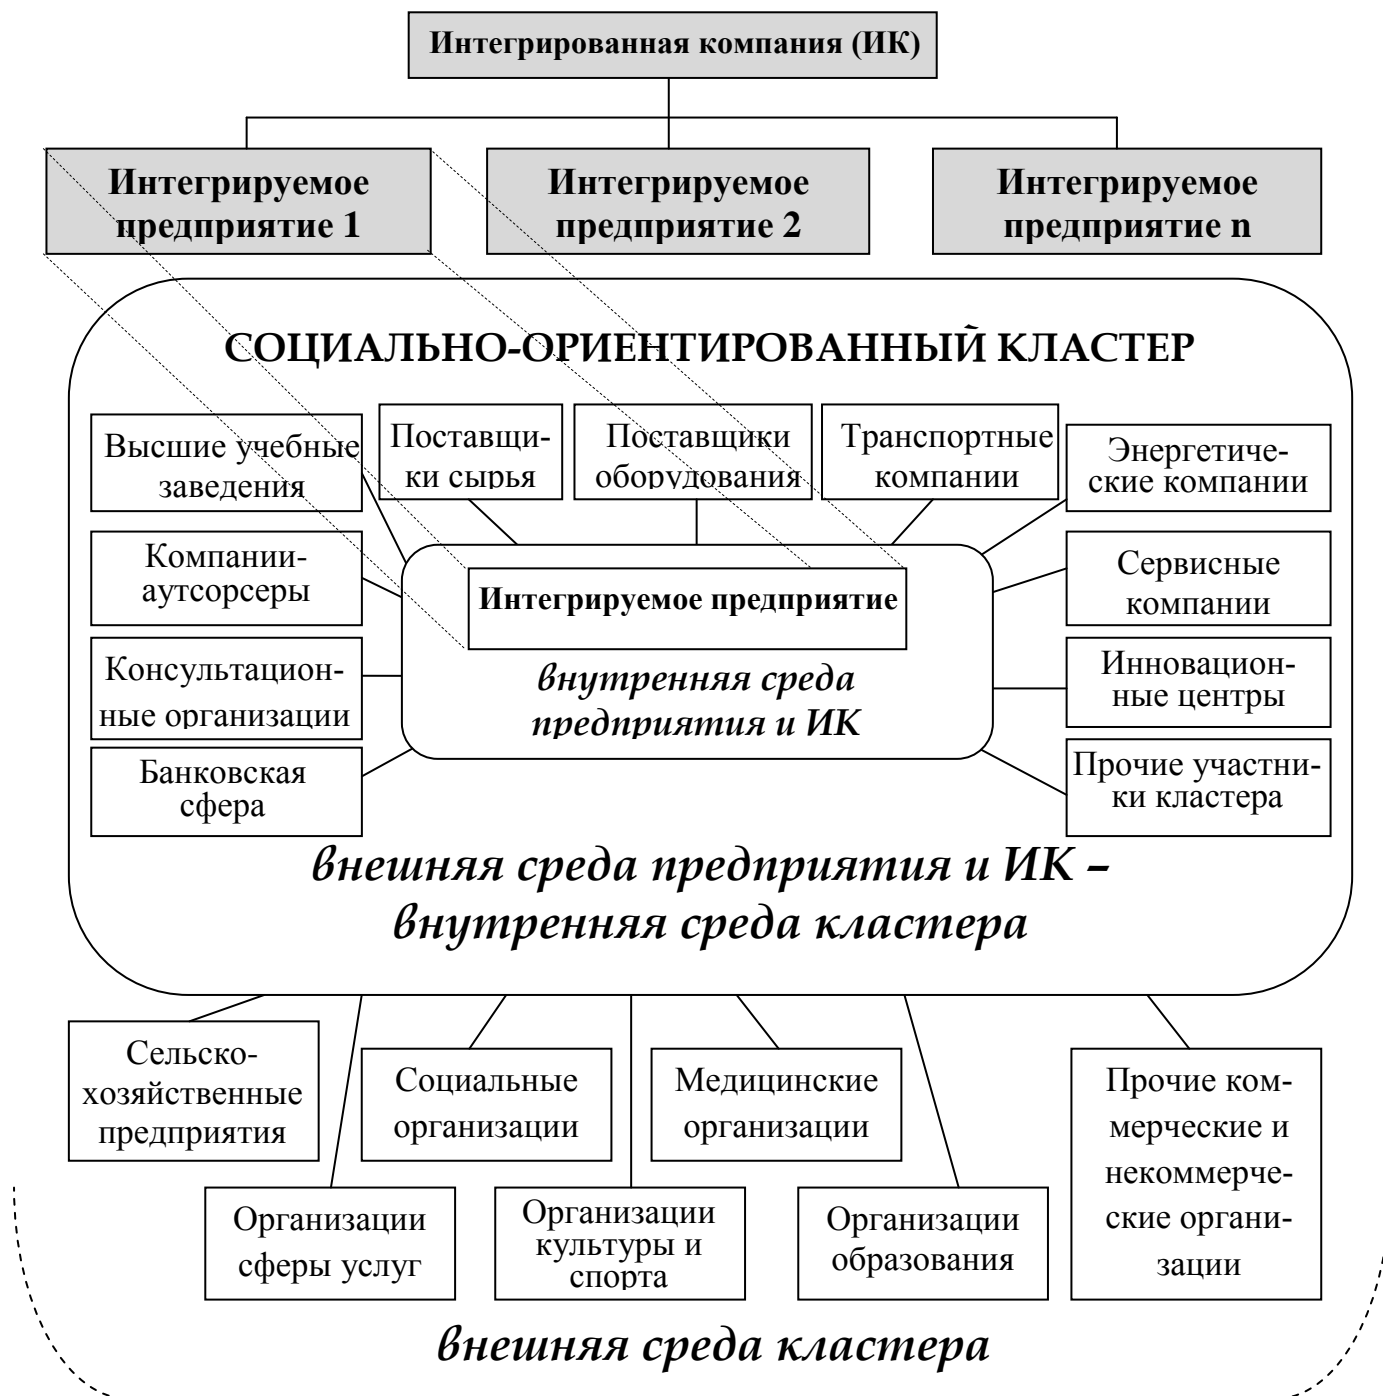 Интегрированная компания (ИК)
Интегрируемое
предприятие 1
Интегрируемое
предприятие 2
Интегрируемое
предприятие n
СОЦИАЛЬНО-ОРИЕНТИРОВАННЫЙ КЛАСТЕР
Высшие учебные
заведения
Поставщи-
ки сырья
Поставщики
оборудования
Транспортные
компании
Энергетиче-
ские компании
Компании-
аутсорсеры
Сервисные
компании
Интегрируемое предприятие
Консультацион-
ные организации
внутренняя среда
предприятия и ИК
Инновацион-
ные центры
Банковская
сфера
Прочие участни-
ки кластера
внешняя среда предприятия и ИК –
внутренняя среда кластера
Сельско-
хозяйственные
предприятия
Социальные
организации
Медицинские
организации
Прочие ком-
мерческие и
некоммерче-
ские органи-
зации
Организации
сферы услуг
Организации
культуры и
спорта
Организации
образования
внешняя среда кластера